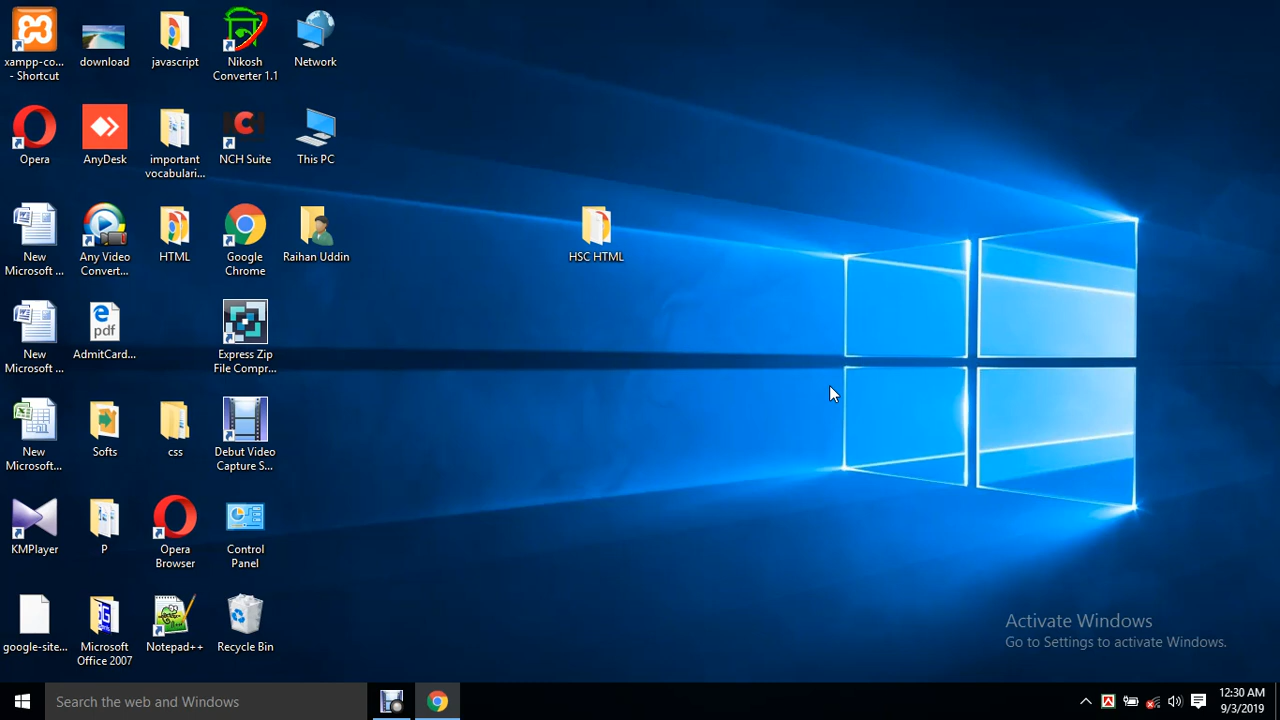 xampp-co...
- Shortcut
download
javascript
Nikosh
Converter 1.1
Network
Opera
AnyDesk
important
vocabulari...
NCH Suite
This PC
New
Microsoft ...
Any Video
Convert...
HTML
Google
Chrome
Raihan Uddin
HSC HTML
New
Microsoft ...
pdf
AdmitCard...
Express Zip
File Compr...
New
Microsoft...
Softs
css
Debut Video
Capture S...
KMPlayer
P
Opera
Browser
Control
Panel
google-site...
Microsoft
Office 2007
Notepad++
Recycle Bin
Activate Windows
Go to Settings to activate Windows.
Search the web and Windows
12:30 AM
9/3/2019